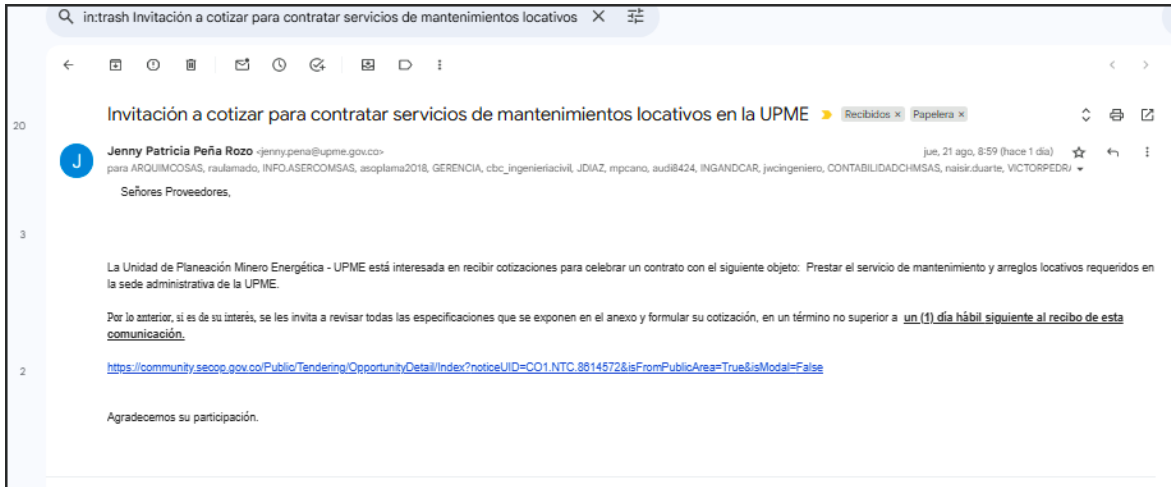 in:trash Invitación a cotizar para contratar servicios de mantenimientos locativos
Invitación a cotizar para contratar servicios de mantenimientos locativos en la UPME Recibidos × Papelera ×
20
J
Jenny Patricia Peña Rozo <jenny.pena@upme.gov.co> jue, 21 ago, 8:59 (hace 1 día)
para ARQUIMCOSAS, raulamado, INFO.ASERCOMSAS, asoplama2018, GERENCIA, cbc_ingenieriacivil, JDIAZ, mpcano, audi8424, INGANDCAR, jwcingeniero, CONTABILIDADCHMSAS, naisir.duarte, VICTORPEDR
Señores Proveedores,
3
La Unidad de Planeación Minero Energética - UPME está interesada en recibir cotizaciones para celebrar un contrato con el siguiente objeto: Prestar el servicio de mantenimiento y arreglos locativos requeridos en
la sede administrativa de la UPME.
Por lo anterior, si es de su interés, se les invita a revisar todas las especificaciones que se exponen en el anexo y formular su cotización, en un término no superior a un (1) día hábil siguiente al recibo de esta
comunicación.
2
https://community.secop.gov.co/Public/Tendering/OpportunityDetail/Index?noticeUID=CO1.NTC.8614572&isFromPublicArea=True&isModal=False
Agradecemos su participación.